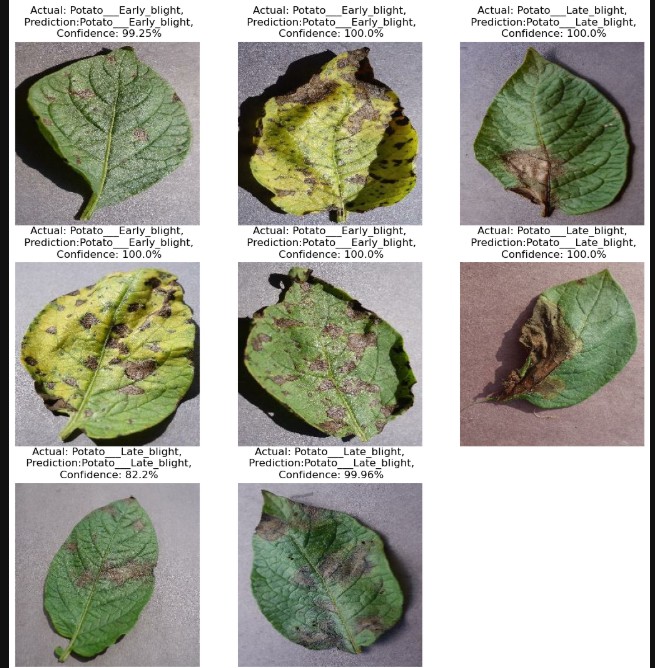 Actual: Potato___Early_blight,
Prediction:Potato___Early_blight,
Confidence: 99.25%
Actual: Potato___Early_blight,
Prediction:Potato___Early_blight,
Confidence: 100.0%
Actual: Potato___Late_blight,
Prediction:Potato___Late_blight,
Confidence: 100.0%
Actual: Potato___Early_blight,
Prediction:Potato___Early_blight,
Confidence: 100.0%
Actual: Potato___Early_blight,
Prediction:Potato___Early_blight,
Confidence: 100.0%
Actual: Potato___Late_blight,
Prediction:Potato___Late_blight,
Confidence: 100.0%
Actual: Potato___Late_blight,
Prediction:Potato___Late_blight,
Confidence: 82.2%
Actual: Potato___Late_blight,
Prediction:Potato___Late_blight,
Confidence: 99.96%